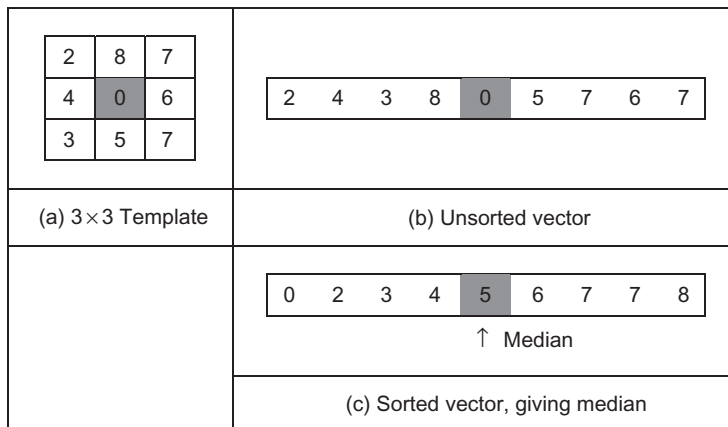 2 8 7
4 0 6
3 5 7
(a) 3×3 Template
2 4 3 8 0 5 7 6 7
(b) Unsorted vector
0 2 3 4 5 6 7 7 8
↑ Median
(c) Sorted vector, giving median